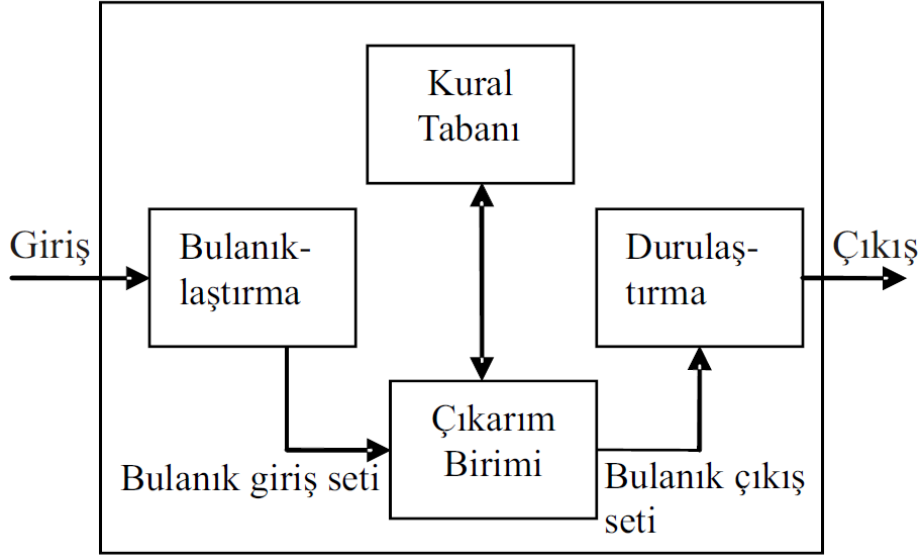 Kural
Tabanı
Giriş
Bulanık-
laştırma
Durulaş-
tırma
Çıkış
Çıkarım
Birimi
Bulanık giriş seti
Bulanık çıkış
seti